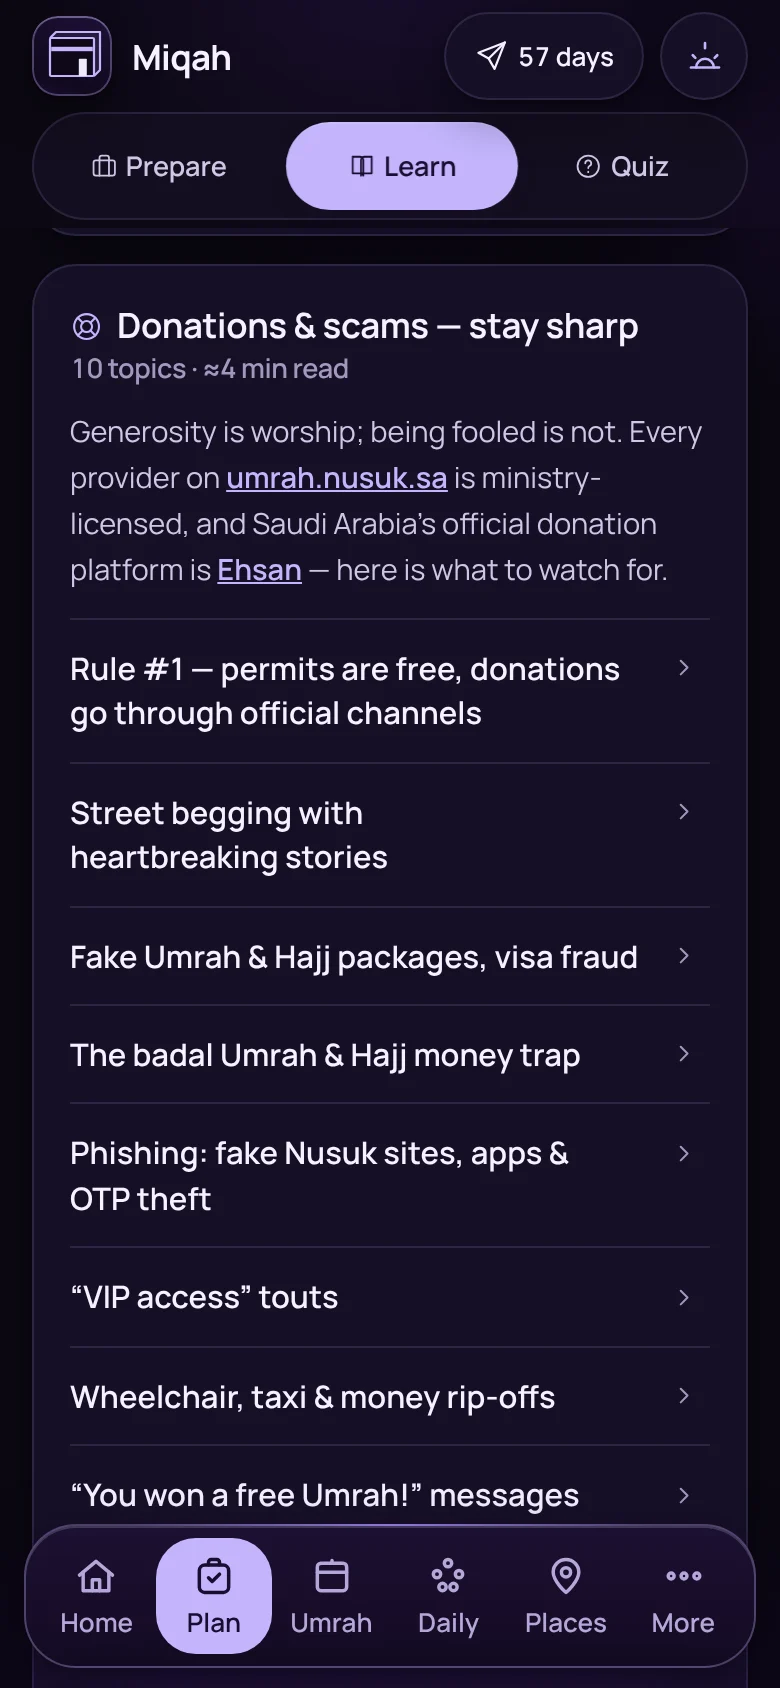 Miqah
57 days
Prepare
Learn
Quiz
Donations & scams — stay sharp
10 topics · ≈4 min read
Generosity is worship; being fooled is not. Every
provider on umrah.nusuk.sa is ministry-
licensed, and Saudi Arabia’s official donation
platform is Ehsan — here is what to watch for.
Rule #1 — permits are free, donations
go through official channels
Street begging with
heartbreaking stories
Fake Umrah & Hajj packages, visa fraud
The badal Umrah & Hajj money trap
Phishing: fake Nusuk sites, apps &
OTP theft
“VIP access” touts
Wheelchair, taxi & money rip-offs
“You won a free Umrah!” messages
Home
Plan
Umrah
Daily
Places
More